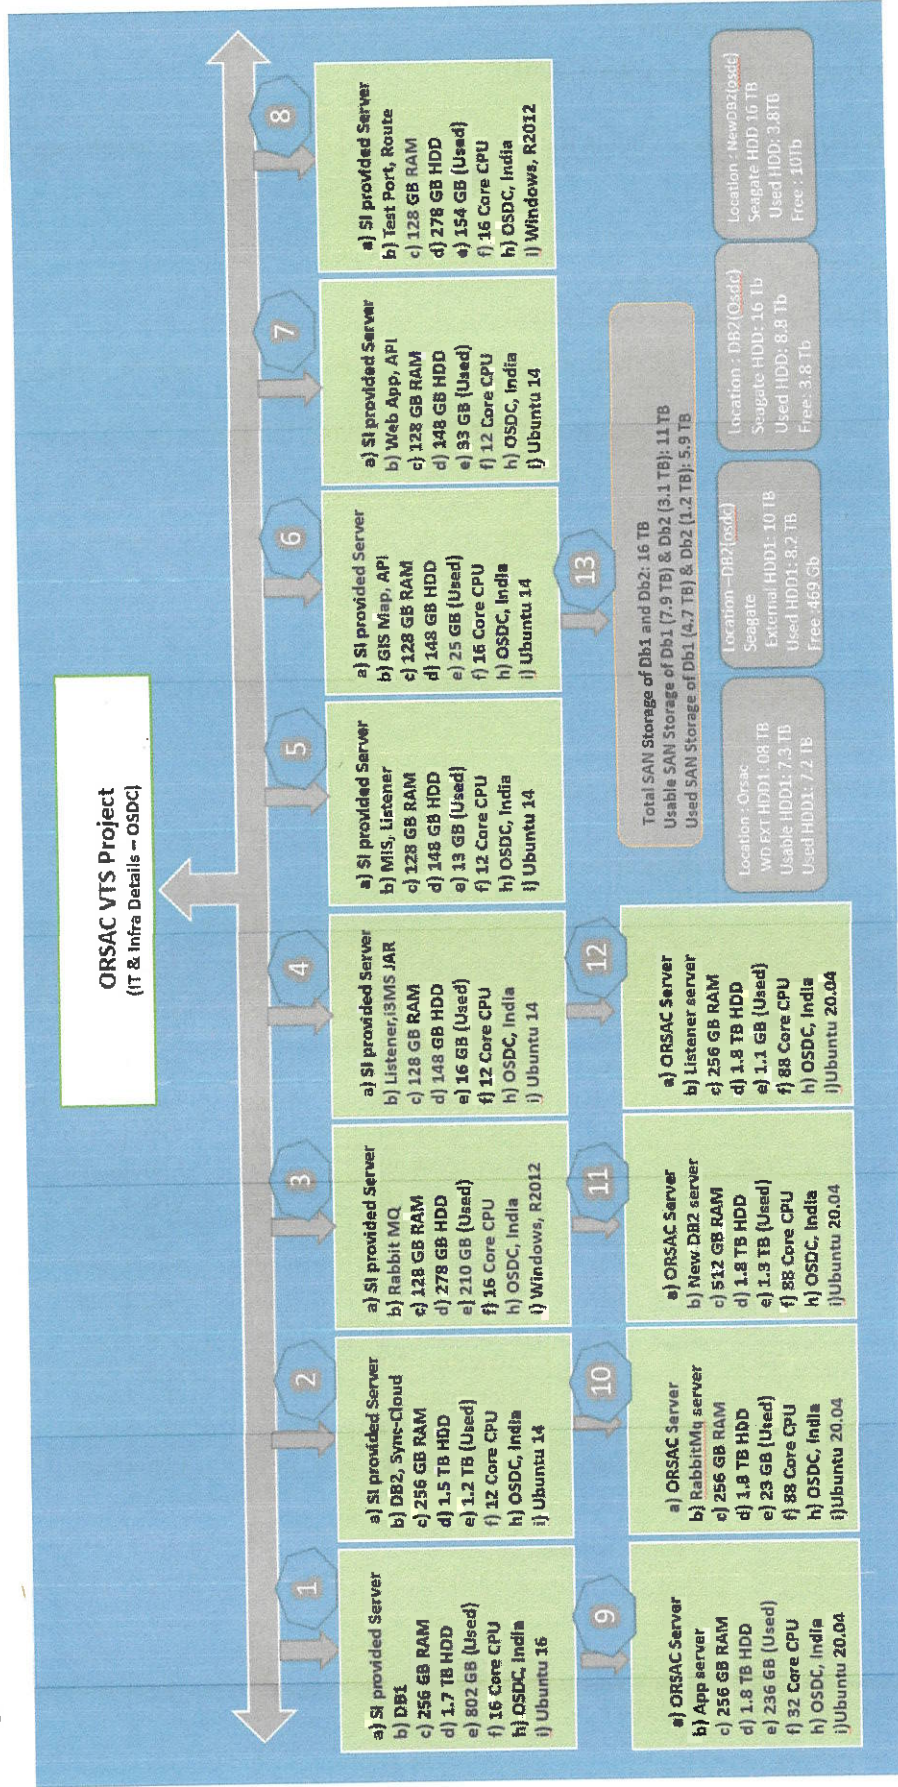 ORSAC VTS Project
(IT & Infra Details – OSDC)
1
a) SI provided Server
b) DB1
c) 256 GB RAM
d) 1.7 TB HDD
e) 802 GB (Used)
f) 16 Core CPU
h) OSDC, India
i) Ubuntu 16
2
a) SI provided Server
b) DB2, Sync-Cloud
c) 256 GB RAM
d) 1.5 TB HDD
e) 1.2 TB (Used)
f) 12 Core CPU
h) OSDC, India
i) Ubuntu 14
3
a) SI provided Server
b) Rabbit MQ
c) 128 GB RAM
d) 278 GB HDD
e) 210 GB (Used)
f) 16 Core CPU
h) OSDC, India
i) Windows, R2012
4
a) SI provided Server
b) Listener,i3MS JAR
c) 128 GB RAM
d) 148 GB HDD
e) 16 GB (Used)
f) 12 Core CPU
h) OSDC, India
i) Ubuntu 14
5
a) SI provided Server
b) MIS, Listener
c) 128 GB RAM
d) 148 GB HDD
e) 13 GB (Used)
f) 12 Core CPU
h) OSDC, India
i) Ubuntu 14
6
a) SI provided Server
b) GIS Map, API
c) 128 GB RAM
d) 148 GB HDD
e) 25 GB (Used)
f) 16 Core CPU
h) OSDC, India
i) Ubuntu 14
7
a) SI provided Server
b) Web App, API
c) 128 GB RAM
d) 148 GB HDD
e) 93 GB (Used)
f) 12 Core CPU
h) OSDC, India
i) Ubuntu 14
8
a) SI provided Server
b) Test Port, Route
c) 128 GB RAM
d) 278 GB HDD
e) 154 GB (Used)
f) 16 Core CPU
h) OSDC, India
i) Windows, R2012
9
a) ORSAC Server
b) App server
c) 256 GB RAM
d) 1.8 TB HDD
e) 236 GB (Used)
f) 32 Core CPU
h) OSDC, India
i)Ubuntu 20.04
10
a) ORSAC Server
b) RabbitMq server
c) 256 GB RAM
d) 1.8 TB HDD
e) 23 GB (Used)
f) 88 Core CPU
h) OSDC, India
i)Ubuntu 20.04
11
a) ORSAC Server
b) New DB2 server
c) 512 GB RAM
d) 1.8 TB HDD
e) 1.3 TB (Used)
f) 88 Core CPU
h) OSDC, India
i)Ubuntu 20.04
12
a) ORSAC Server
b) Listener server
c) 256 GB RAM
d) 1.8 TB HDD
e) 1.1 GB (Used)
f) 88 Core CPU
h) OSDC, India
i)Ubuntu 20.04
13
Total SAN Storage of Db1 and Db2: 16 TB
Usable SAN Storage of Db1 (7.9 TB) & Db2 (3.1 TB): 11 TB
Used SAN Storage of Db1 (4.7 TB) & Db2 (1.2 TB): 5.9 TB
Location : Orsac
WD EXT HDD1: 08 TB
Usable HDD1: 7.3 TB
Used HDD1: 7.2 TB
Location –DB2(osdc)
Seagate
External HDD1: 10 TB
Used HDD1:8.2 TB
Free :469 Gb
Location : DB2(Osdc)
Seagate HDD: 16 Tb
Used HDD: 8.8 Tb
Free: 3.8 Tb
Location : NewDB2(osdc)
Seagate HDD 16 TB
Used HDD: 3.8TB
Free : 10Tb